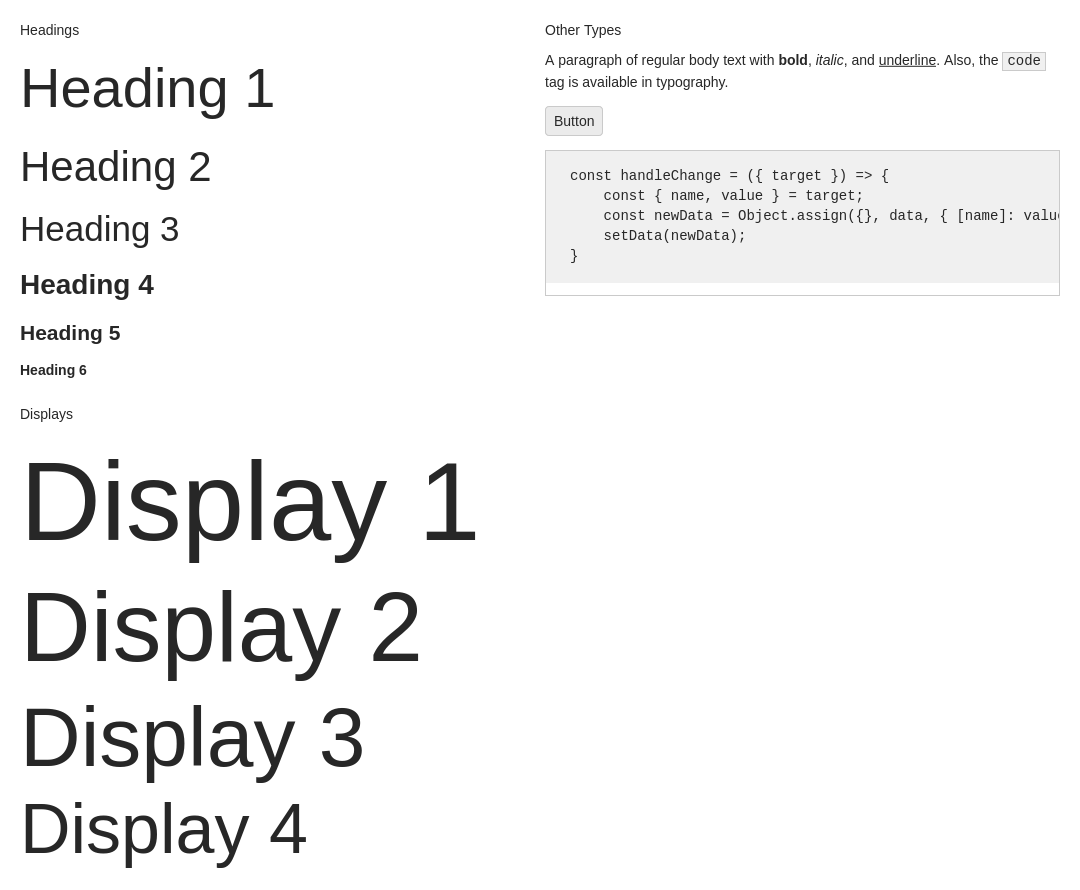 Headings
Heading 1
Heading 2
Heading 3
Heading 4
Heading 5
Heading 6
Displays
Display 1
Display 2
Display 3
Display 4
Other Types
A paragraph of regular body text with bold, italic, and underline. Also, the code
tag is available in typography.
Button
const handleChange = ({ target }) => {
    const { name, value } = target;
    const newData = Object.assign({}, data, { [name]: value
    setData(newData);
}